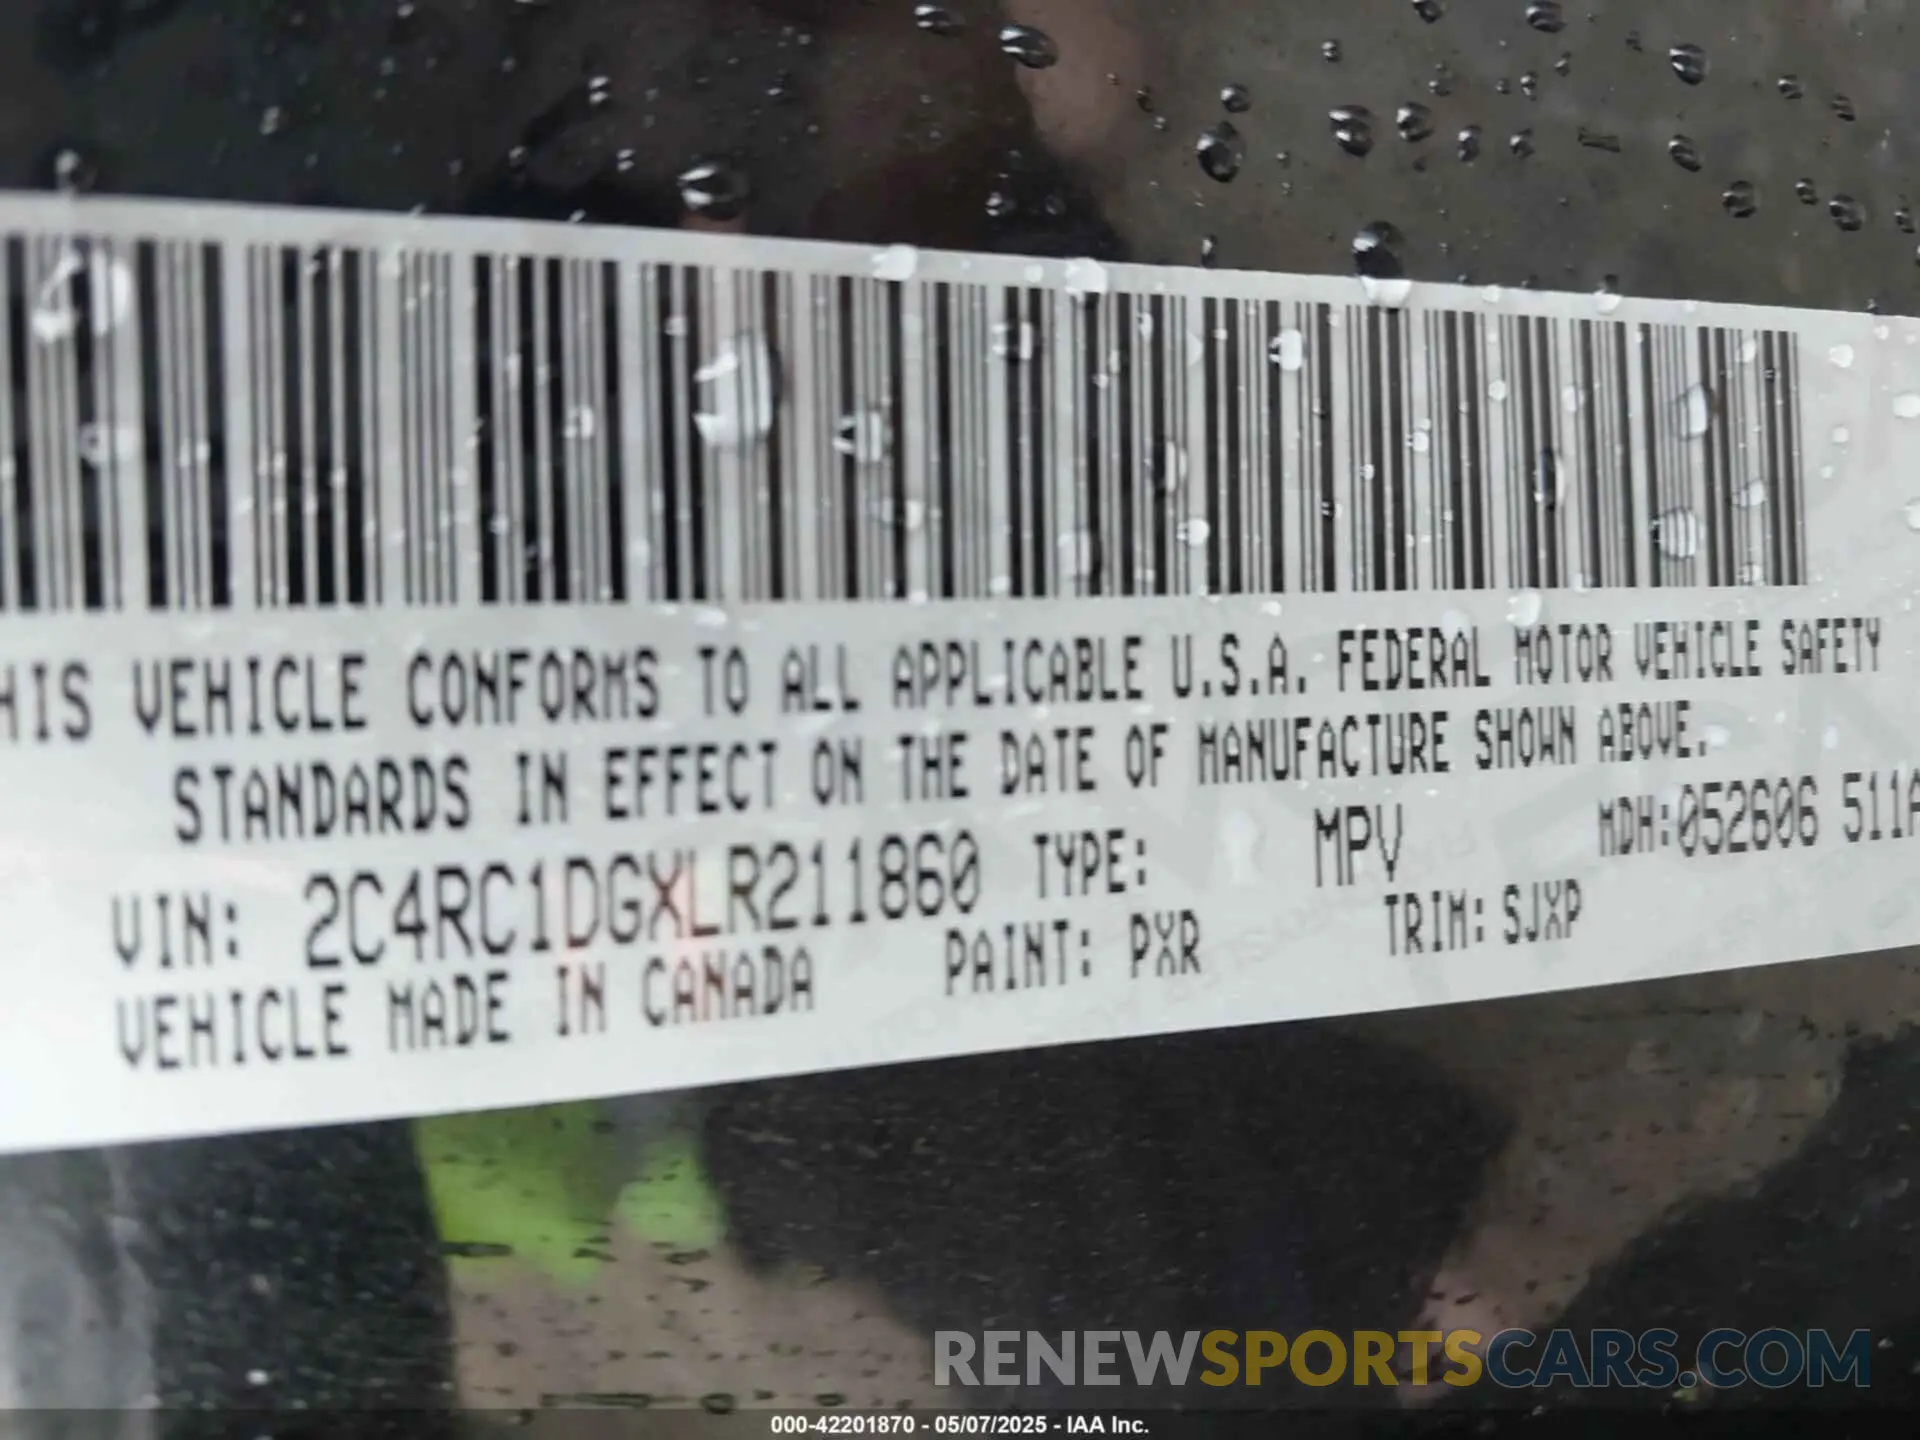 HIS VEHICLE CONFORMS TO ALL APPLICABLE U.S.A. FEDERAL MOTOR VEHICLE SAFETY
STANDARDS IN EFFECT ON THE DATE OF MANUFACTURE SHOWN ABOVE.
VIN: 2C4RC1DGXLR211860 TYPE: MPV MDH:052606 511A
VEHICLE MADE IN CANADA PAINT: PXR TRIM: SJXP
RENEWSPORTSCARS.COM
000-42201870 - 05/07/2025 - IAA Inc.